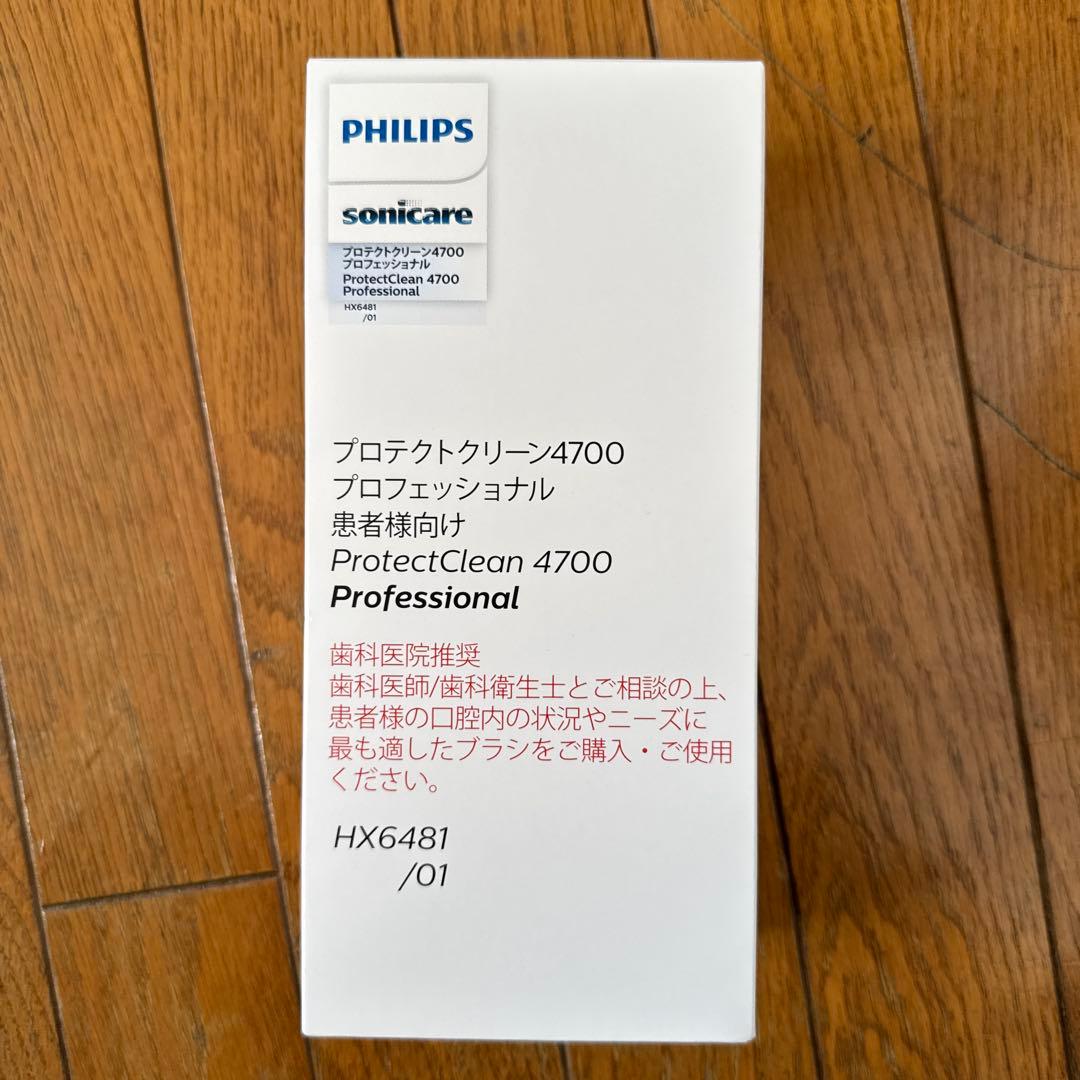 PHILIPS
sonicare
プロテクトクリーン4700
プロフェッショナル
ProtectClean 4700
Professional
HX6481
/01
プロテクトクリーン4700
プロフェッショナル
患者様向け
ProtectClean 4700
Professional
歯科医院推奨
歯科医師/歯科衛生士とご相談の上、
患者様の口腔内の状況やニーズに
最も適したブラシをご購入・ご使用
ください。
HX6481
/01